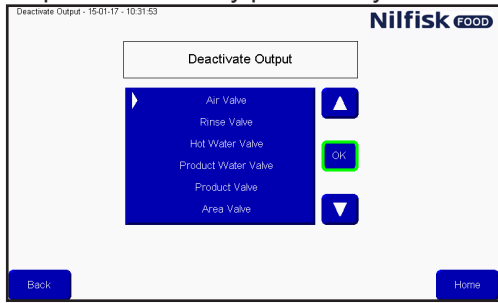 Deactivate Output - 15-01-17 - 10:31:53
Nilfisk FOOD
Deactivate Output
Air Valve
Rinse Valve
Hot Water Valve
OK
Product Water Valve
Product Valve
Area Valve
Back
Home